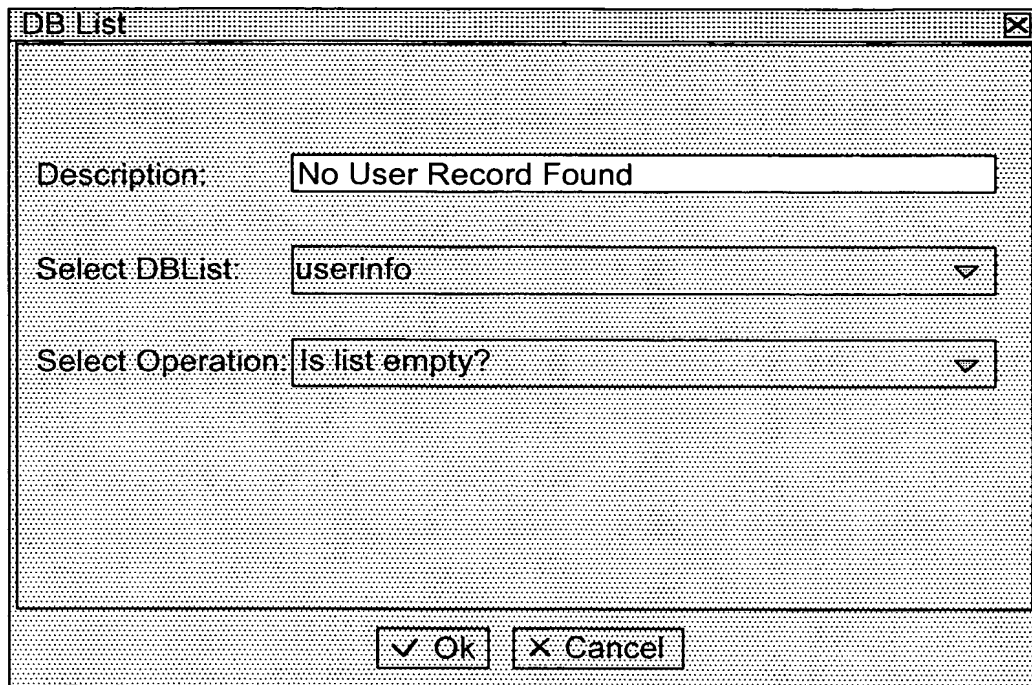 DB List
Description: No User Record Found
Select DBList: userinfo
Select Operation: Is list empty?
Ok Cancel